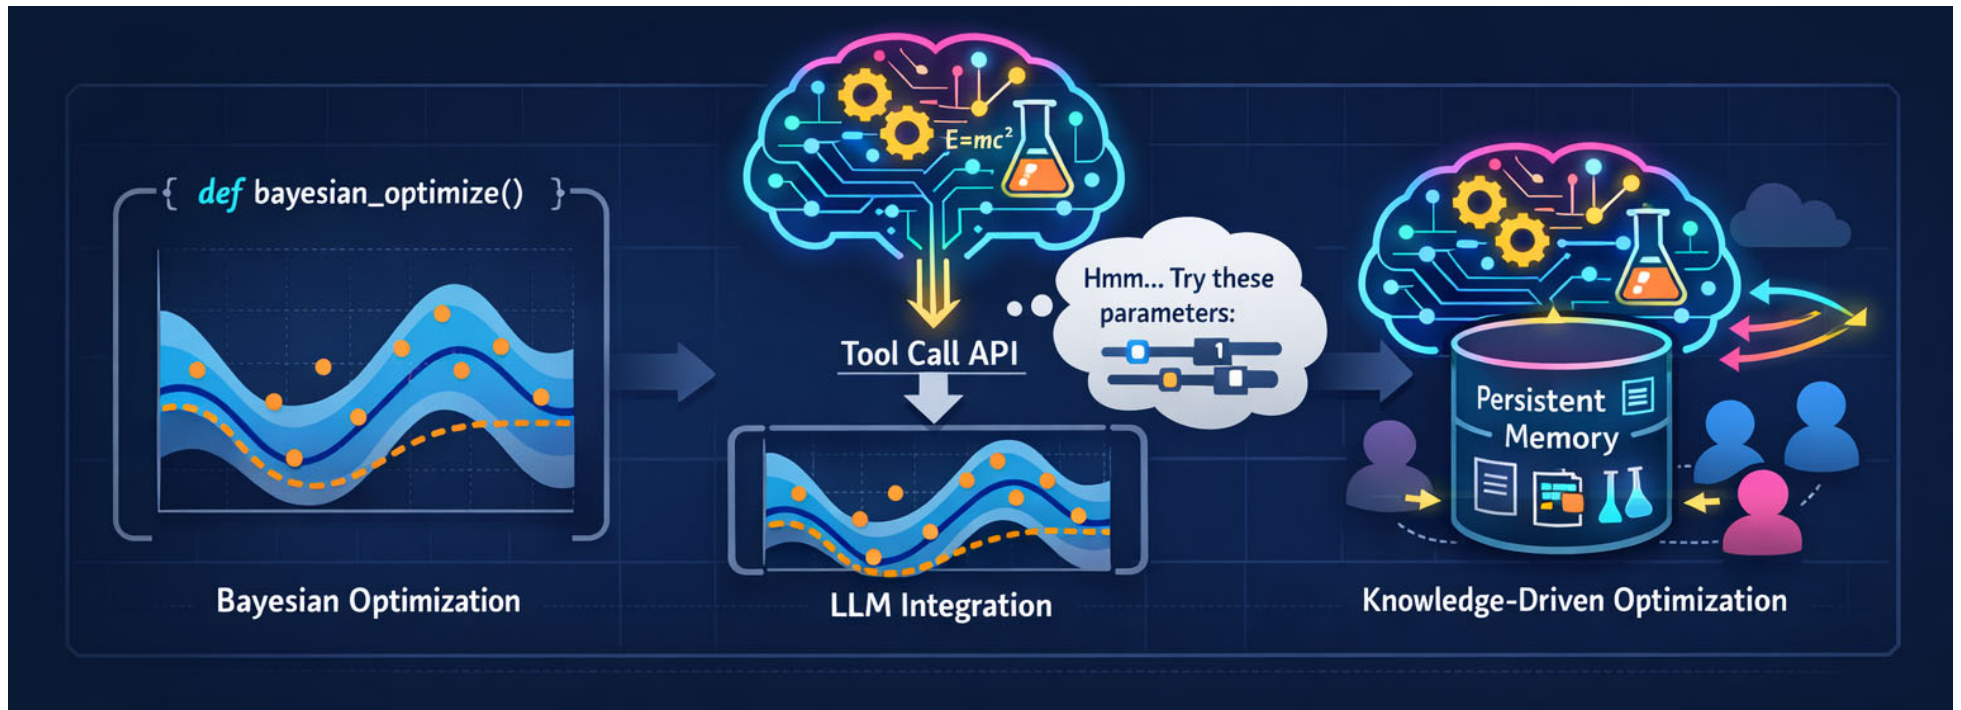 { def bayesian_optimize() }
Bayesian Optimization
E=mc²
Tool Call API
Hmm... Try these
parameters:
1
LLM Integration
Persistent
Memory
Knowledge-Driven Optimization